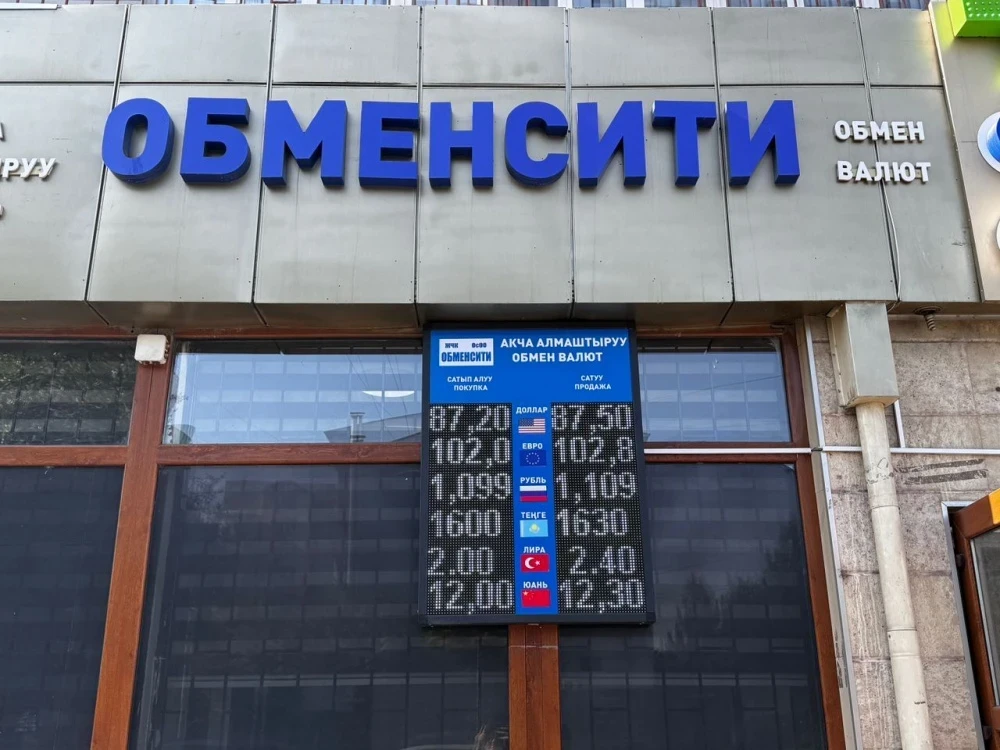 ОБМЕНСИТИ
ОБМЕН
ВАЛЮТ
ЫРУУ
ОБМЕНСИТИ
АКЧА АЛМАШТЫРУУ
ОБМЕН ВАЛЮТ
САТЫП АЛУУ
ПОКУПКА
САТУУ
ПРОДАЖА
87,20 ДОЛЛАР 87,50
102,0 ЕВРО 102,8
1,099 РУБЛЬ 1,109
1600 ТЕҢГЕ 1630
2.00 ЛИРА 2.40
12,00 ЮАНЬ 12,30